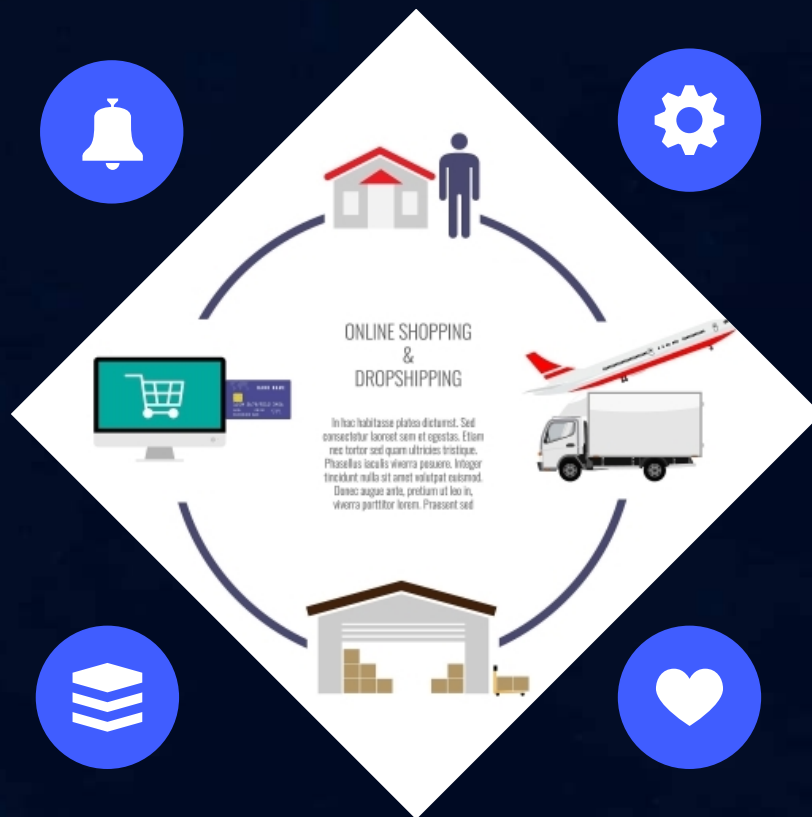 ONLINE SHOPPING
&
DROPSHIPPING
In hac habitasse platea dictumst. Sed
consectetur laoreet sem et egestas. Etiam
nec tortor sed quam ultricies tristique.
Phasellus iaculis viverra posuere. Integer
tincidunt nulla sit amet volutpat euismod.
Donec augue ante, pretium ut leo in,
viverra porttitor lorem. Praesent sed